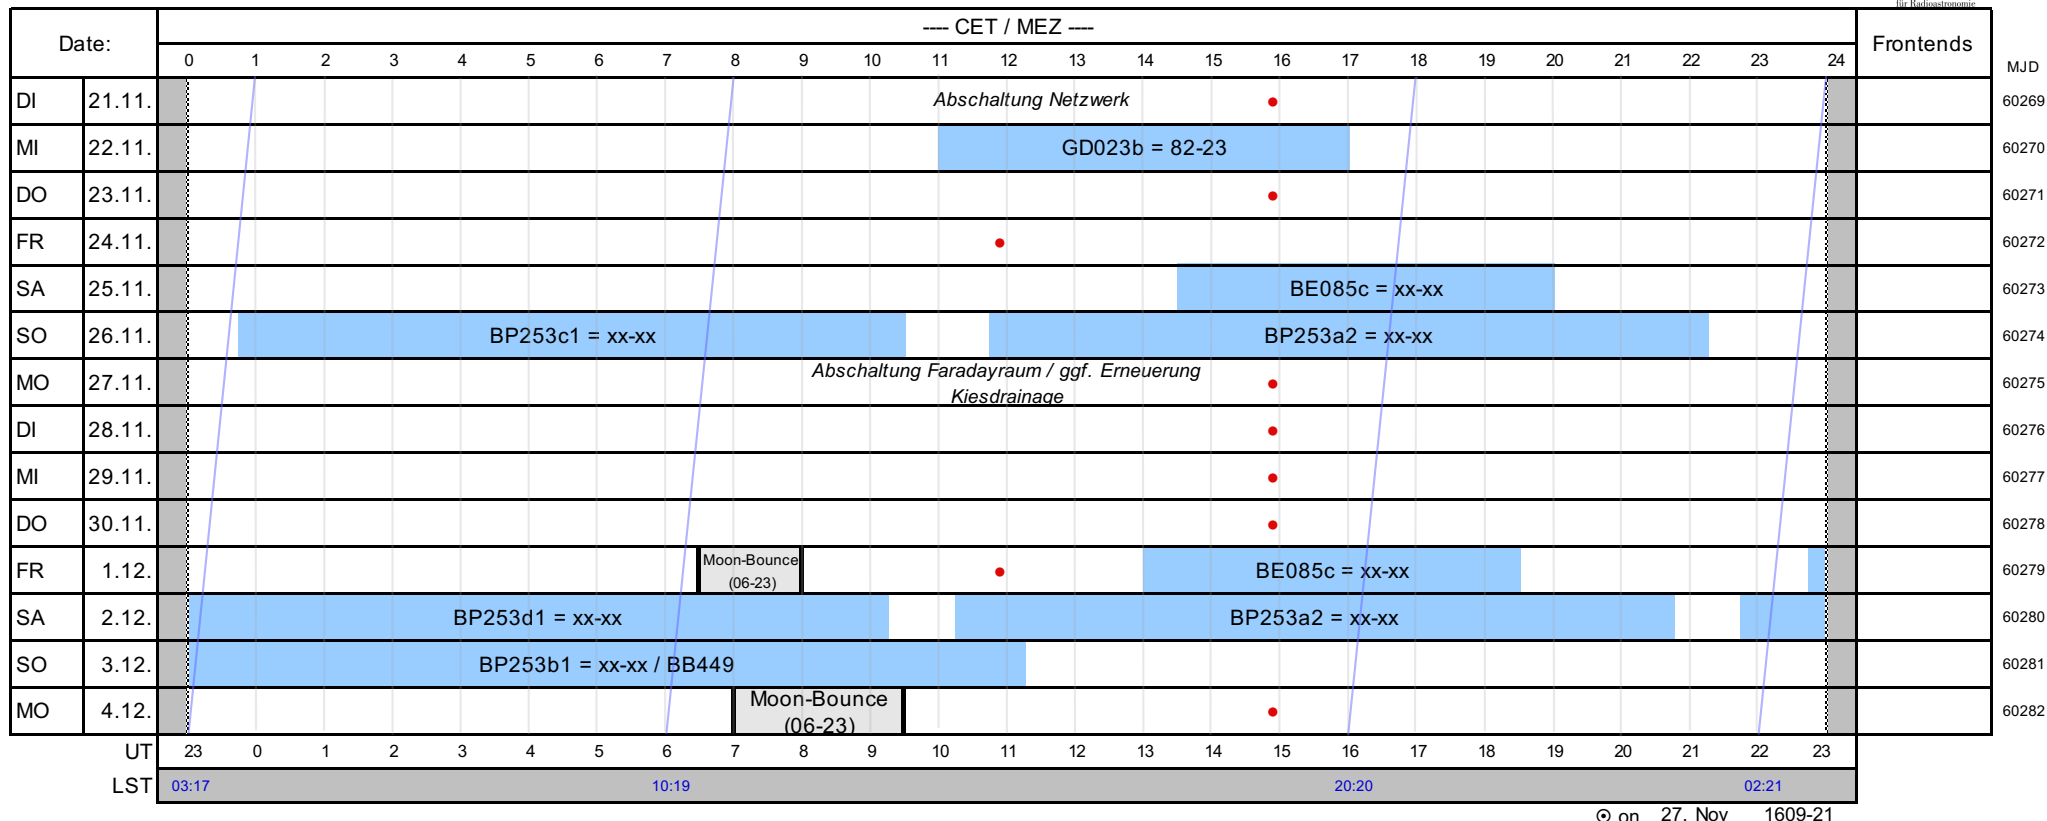 für Radioastronomie
Date: ---- CET / MEZ ---- Frontends
0 1 2 3 4 5 6 7 8 9 10 11 12 13 14 15 16 17 18 19 20 21 22 23 24 MJD
DI 21.11. Abschaltung Netzwerk 60269
MI 22.11. GD023b = 82-23 60270
DO 23.11. 60271
FR 24.11. 60272
SA 25.11. BE085c = xx-xx 60273
SO 26.11. BP253c1 = xx-xx BP253a2 = xx-xx 60274
MO 27.11. Abschaltung Faradayraum / ggf. Erneuerung
Kiesdrainage 60275
DI 28.11. 60276
MI 29.11. 60277
DO 30.11. 60278
FR 1.12. Moon-Bounce
(06-23) BE085c = xx-xx 60279
SA 2.12. BP253d1 = xx-xx BP253a2 = xx-xx 60280
SO 3.12. BP253b1 = xx-xx / BB449 60281
MO 4.12. Moon-Bounce
(06-23) 60282
UT 23 0 1 2 3 4 5 6 7 8 9 10 11 12 13 14 15 16 17 18 19 20 21 22 23
LST 03:17 10:19 20:20 02:21
⊙ on 27. Nov 1609-21